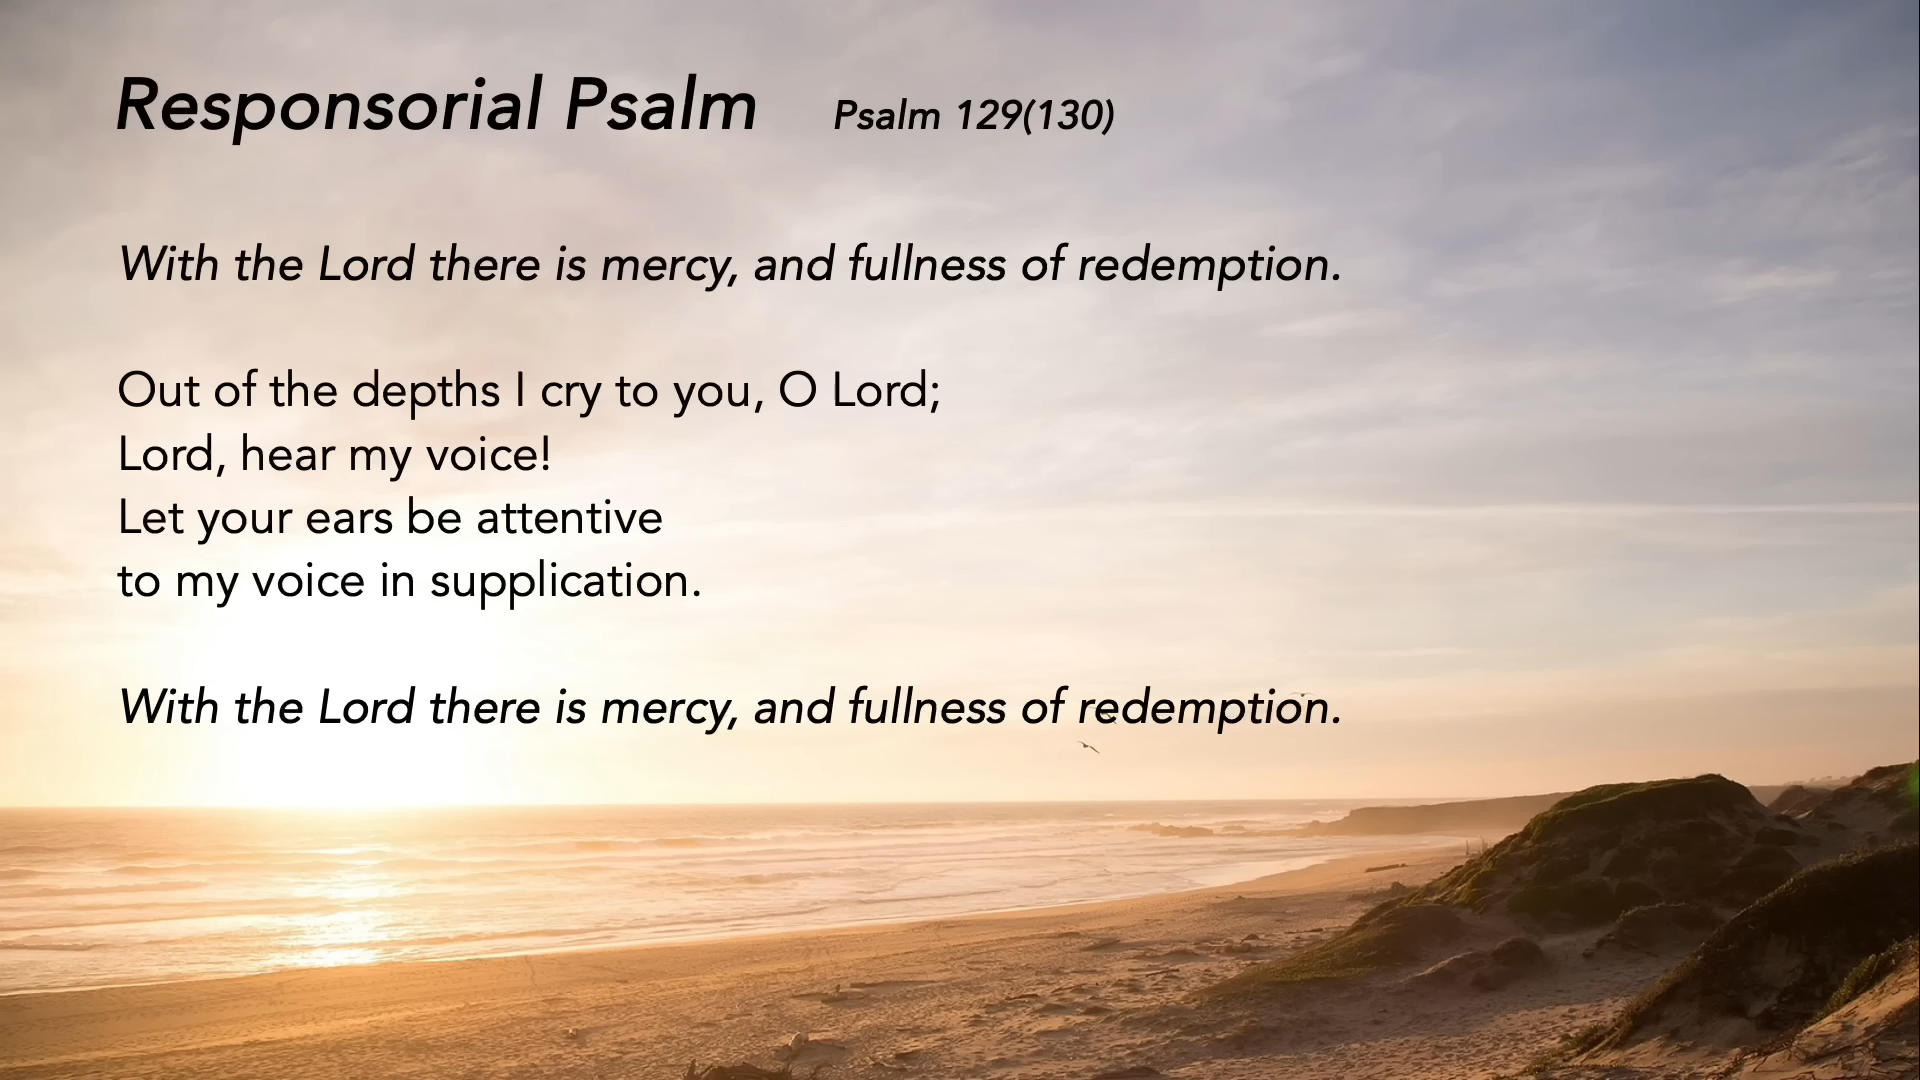 Responsorial Psalm Psalm 129(130)
With the Lord there is mercy, and fullness of redemption.
Out of the depths I cry to you, O Lord;
Lord, hear my voice!
Let your ears be attentive
to my voice in supplication.
With the Lord there is mercy, and fullness of redemption.